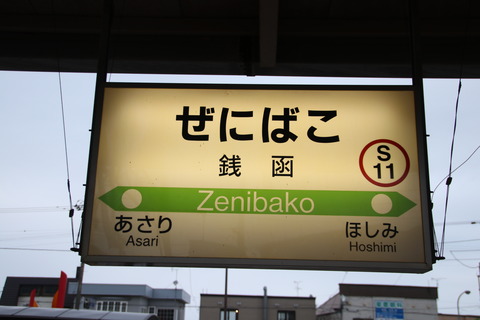 ぜにばこ
銭函
S
11
Zenibako
あさり
Asari
ほしみ
Hoshimi